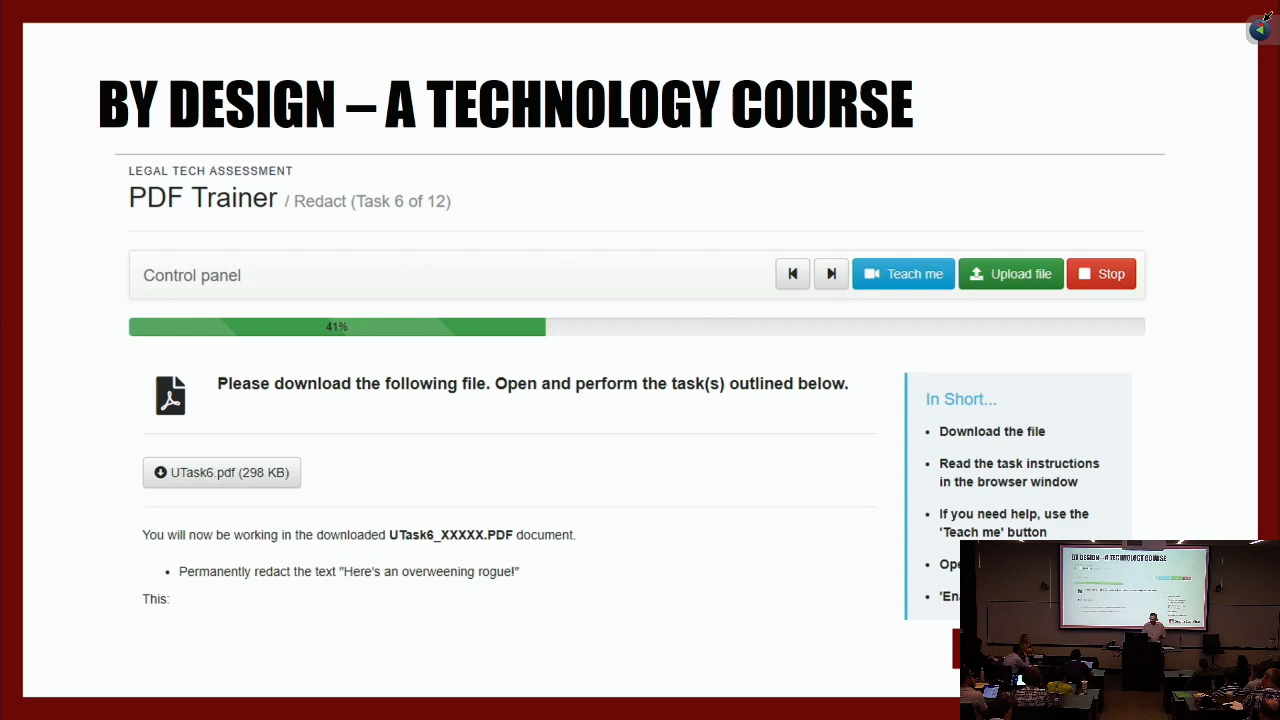 BY DESIGN – A TECHNOLOGY COURSE
LEGAL TECH ASSESSMENT
PDF Trainer / Redact (Task 6 of 12)
Control panel
Teach me
Upload file
Stop
41%
Please download the following file. Open and perform the task(s) outlined below.
UTask6.pdf (298 KB)
You will now be working in the downloaded UTask6_XXXXX.PDF document.
• Permanently redact the text "Here's an overweening rogue!"
This:
In Short...
• Download the file
• Read the task instructions
in the browser window
• If you need help, use the
'Teach me' button
BY DESIGN – A TECHNOLOGY COURSE